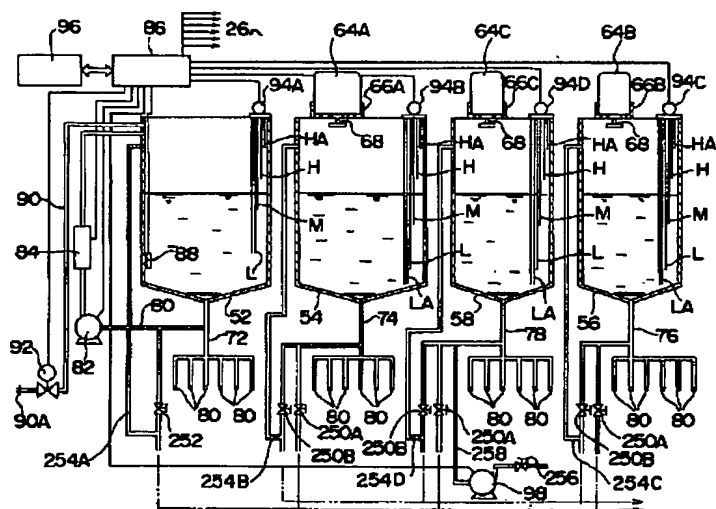 96 86 26n 64A 64C 64B
94A 66A 94B 66C 94D 66B 94C
68 68 68
HA HA HA HA
H H H H
90
M M M M
84 88 L L L L
LA LA LA
80 52 54 58 56
82 72 74 78 76
92
90A 80 80 80 80 80 80 80 80
252 250A 250B 250A 250B 250A
254A 250B 258 250B
254B 254D 256 254C
98